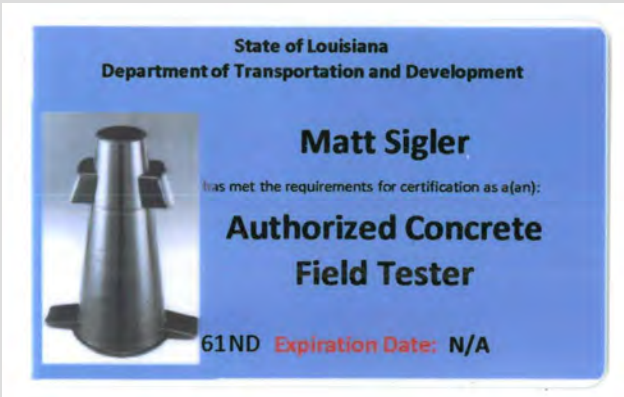 State of Louisiana
Department of Transportation and Development
Matt Sigler
has met the requirements for certification as a(an):
Authorized Concrete
Field Tester
61ND Expiration Date: N/A